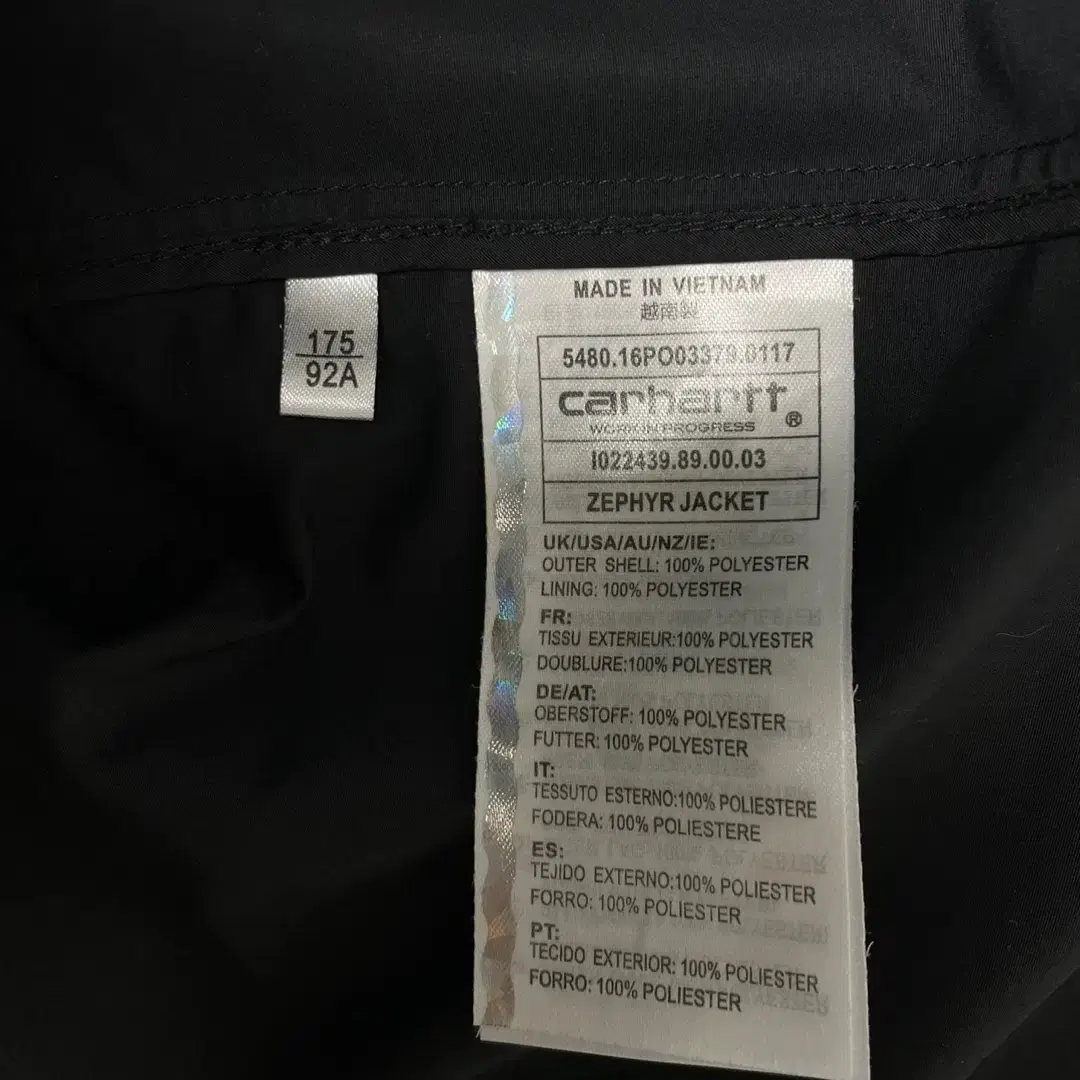 175
92A
MADE IN VIETNAM
越南製
5480.16PO03379.0117
carhartt®
WORK IN PROGRESS
I022439.89.00.03
ZEPHYR JACKET
UK/USA/AU/NZ/IE:
OUTER SHELL: 100% POLYESTER
LINING: 100% POLYESTER
FR:
TISSU EXTERIEUR:100% POLYESTER
DOUBLURE:100% POLYESTER
DE/AT:
OBERSTOFF: 100% POLYESTER
FUTTER: 100% POLYESTER
IT:
TESSUTO ESTERNO:100% POLIESTERE
FODERA: 100% POLIESTERE
ES:
TEJIDO EXTERNO:100% POLIESTER
FORRO: 100% POLIESTER
PT:
TECIDO EXTERIOR: 100% POLIESTER
FORRO: 100% POLIESTER